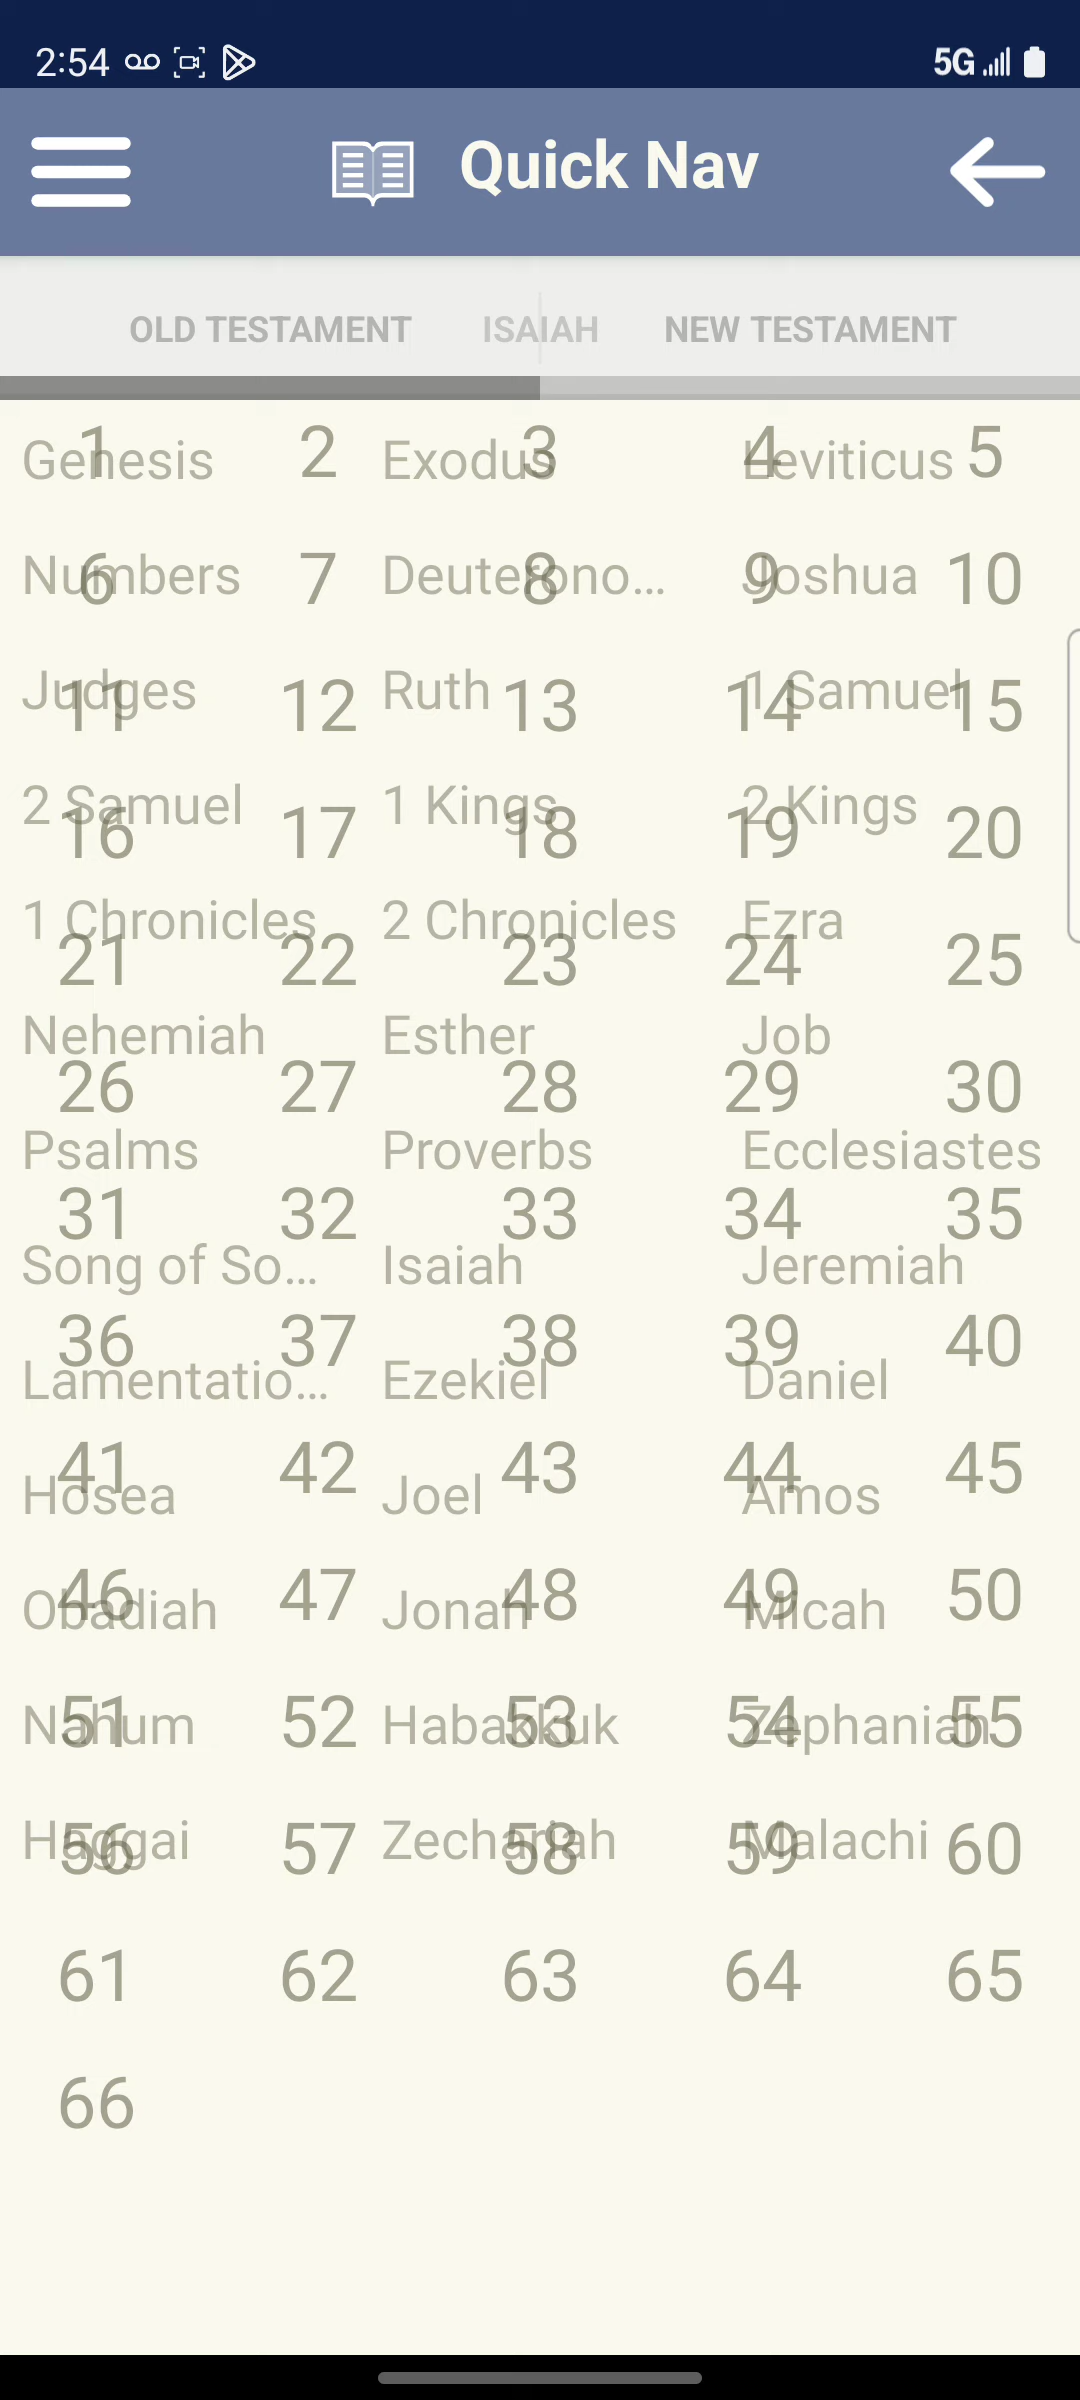 2:54 5G
Quick Nav
OLD TESTAMENT ISAIAH NEW TESTAMENT
Genesis Exodus Leviticus
1 2 3 4 5
Numbers Deuterono... Joshua
6 7 8 9 10
Judges Ruth 1 Samuel
11 12 13 14 15
2 Samuel 1 Kings 2 Kings
16 17 18 19 20
1 Chronicles 2 Chronicles Ezra
21 22 23 24 25
Nehemiah Esther Job
26 27 28 29 30
Psalms Proverbs Ecclesiastes
31 32 33 34 35
Song of So... Isaiah Jeremiah
36 37 38 39 40
Lamentatio... Ezekiel Daniel
41 42 43 44 45
Hosea Joel Amos
46 47 48 49 50
Obadiah Jonah Micah
51 52 53 54 55
Nahum Habakkuk Zephaniah
56 57 58 59 60
Haggai Zechariah Malachi
61 62 63 64 65
66